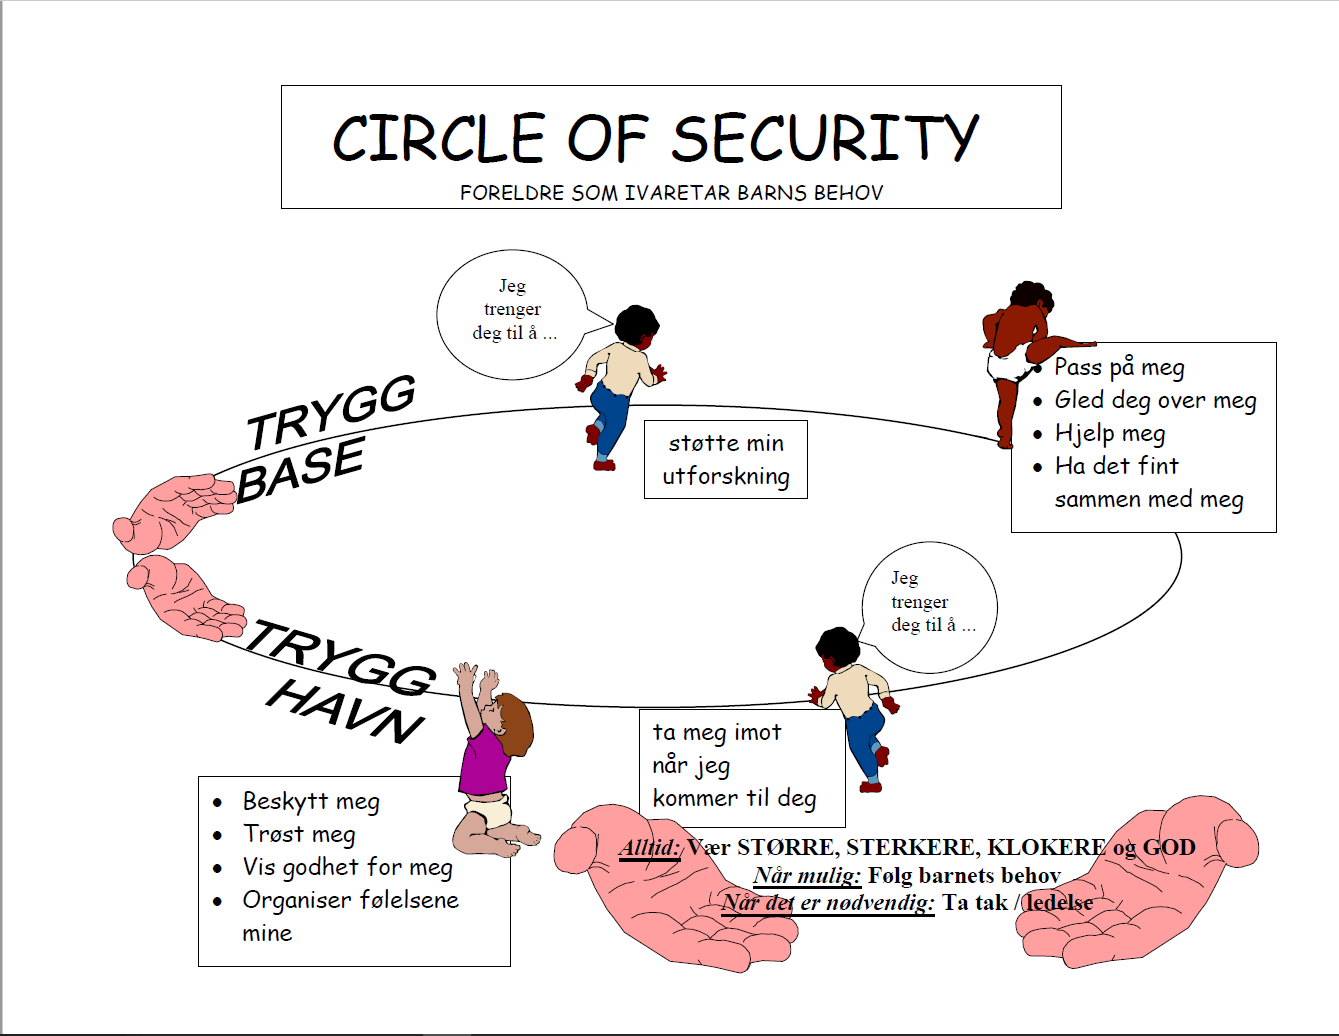 CIRCLE OF SECURITY
FORELDRE SOM IVARETAR BARNS BEHOV
Jeg
trenger
deg til å ...
TRYGG
BASE
støtte min
utforskning
• Pass på meg
• Gled deg over meg
• Hjelp meg
• Ha det fint
sammen med meg
Jeg
trenger
deg til å ...
TRYGG
HAVN
ta meg imot
når jeg
kommer til deg
• Beskytt meg
• Trøst meg
• Vis godhet for meg
• Organiser følelsene
mine
Alltid: Vær STØRRE, STERKERE, KLOKERE og GOD
Når mulig: Følg barnets behov
Når det er nødvendig: Ta tak / ledelse